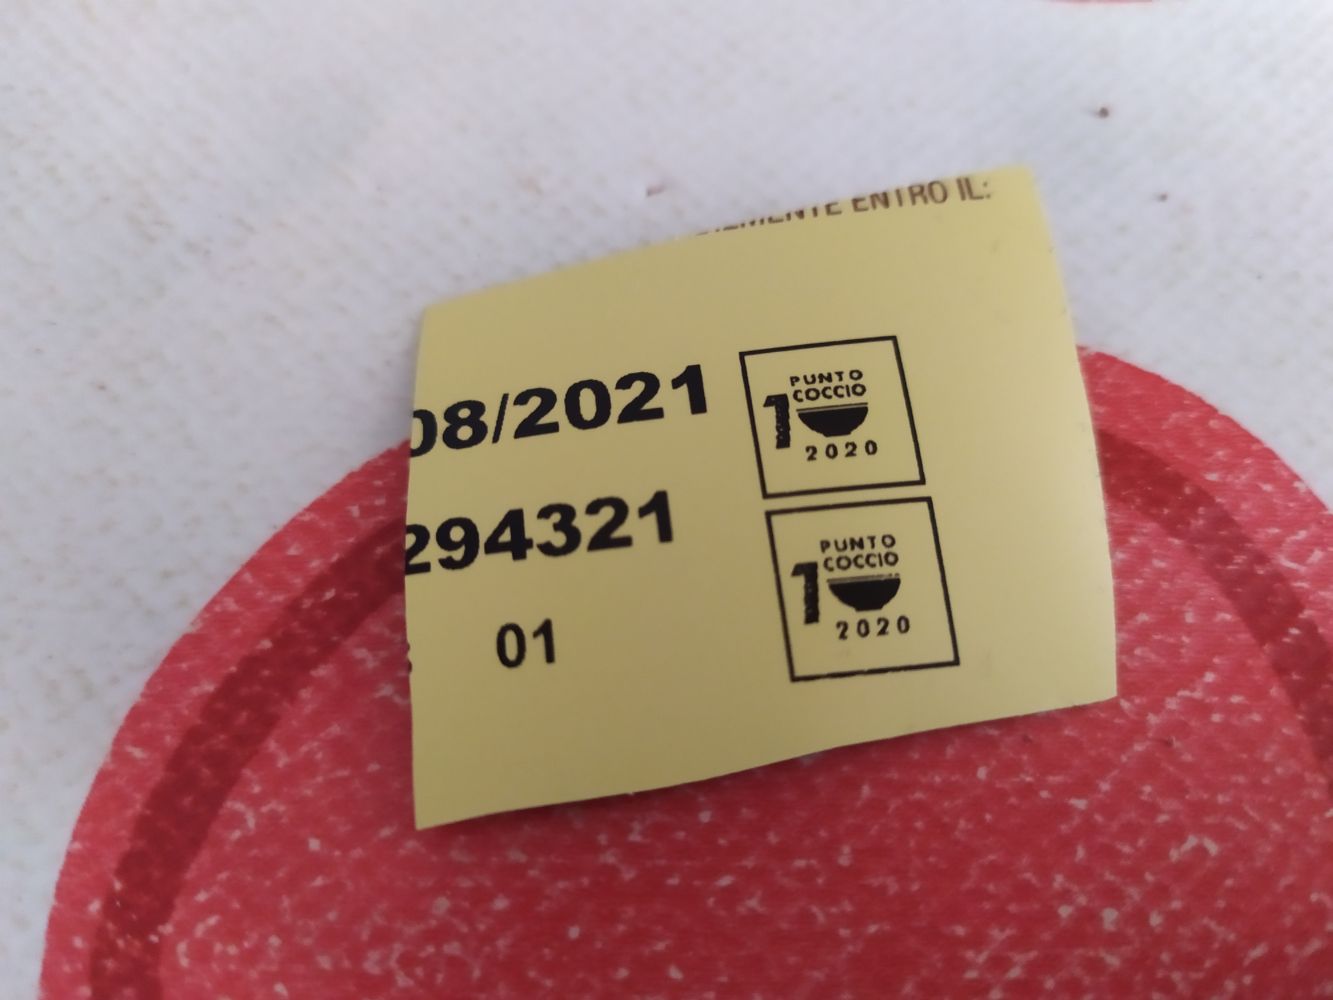 ENTRO IL:
08/2021
294321
01
PUNTO
COCCIO
1
2020
PUNTO
COCCIO
1
2020